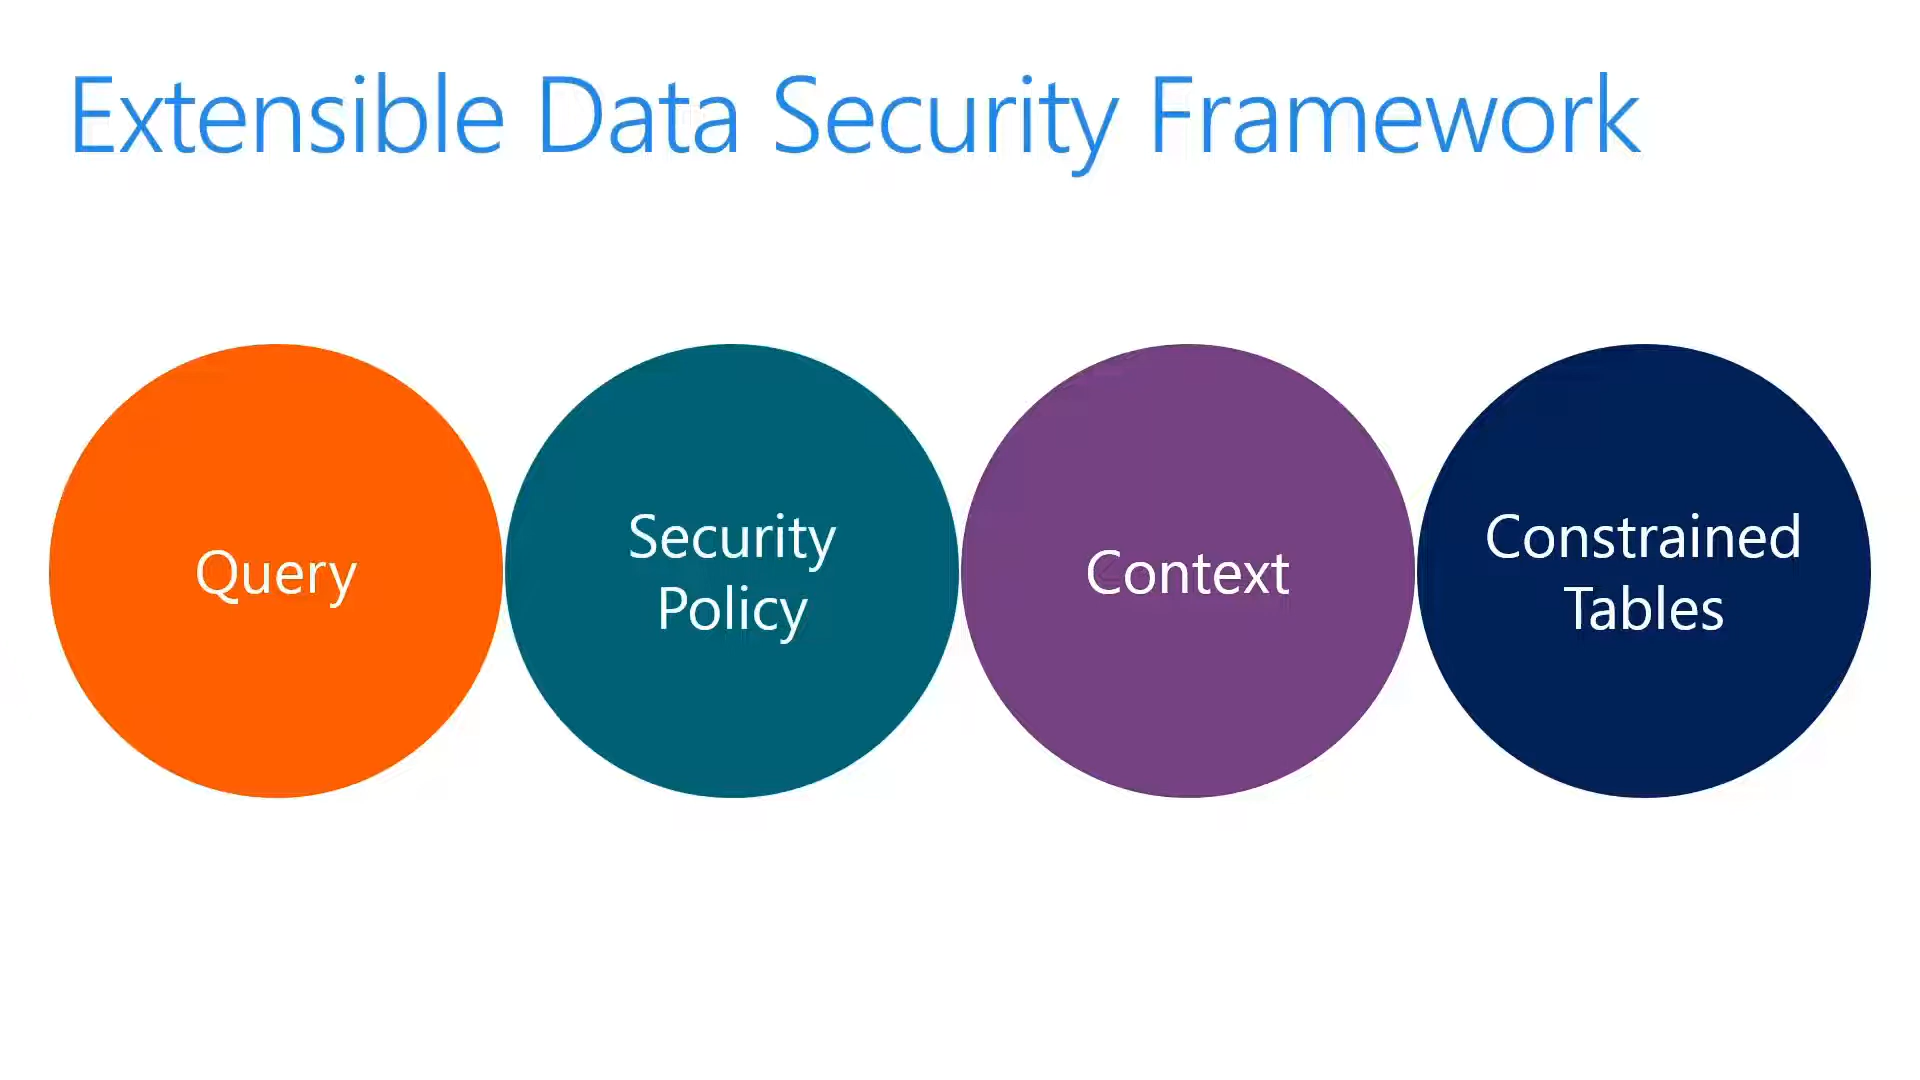 Extensible Data Security Framework
Query
Security
Policy
Context
Constrained
Tables